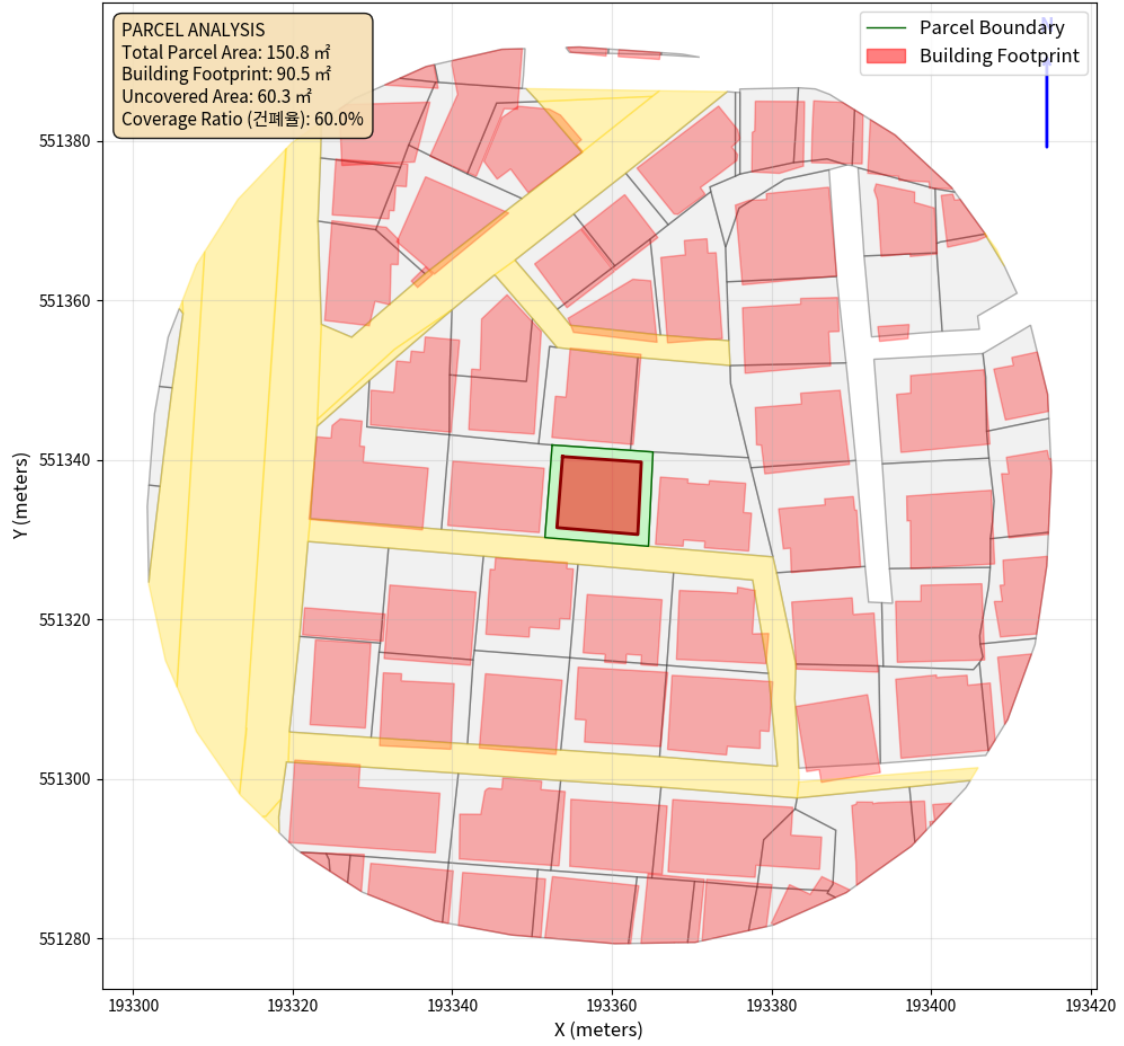 PARCEL ANALYSIS
Total Parcel Area: 150.8 ㎡
Building Footprint: 90.5 ㎡
Uncovered Area: 60.3 ㎡
Coverage Ratio (건폐율): 60.0%
N
Parcel Boundary
Building Footprint
551380
551360
551340
551320
551300
551280
Y (meters)
193300 193320 193340 193360 193380 193400 193420
X (meters)